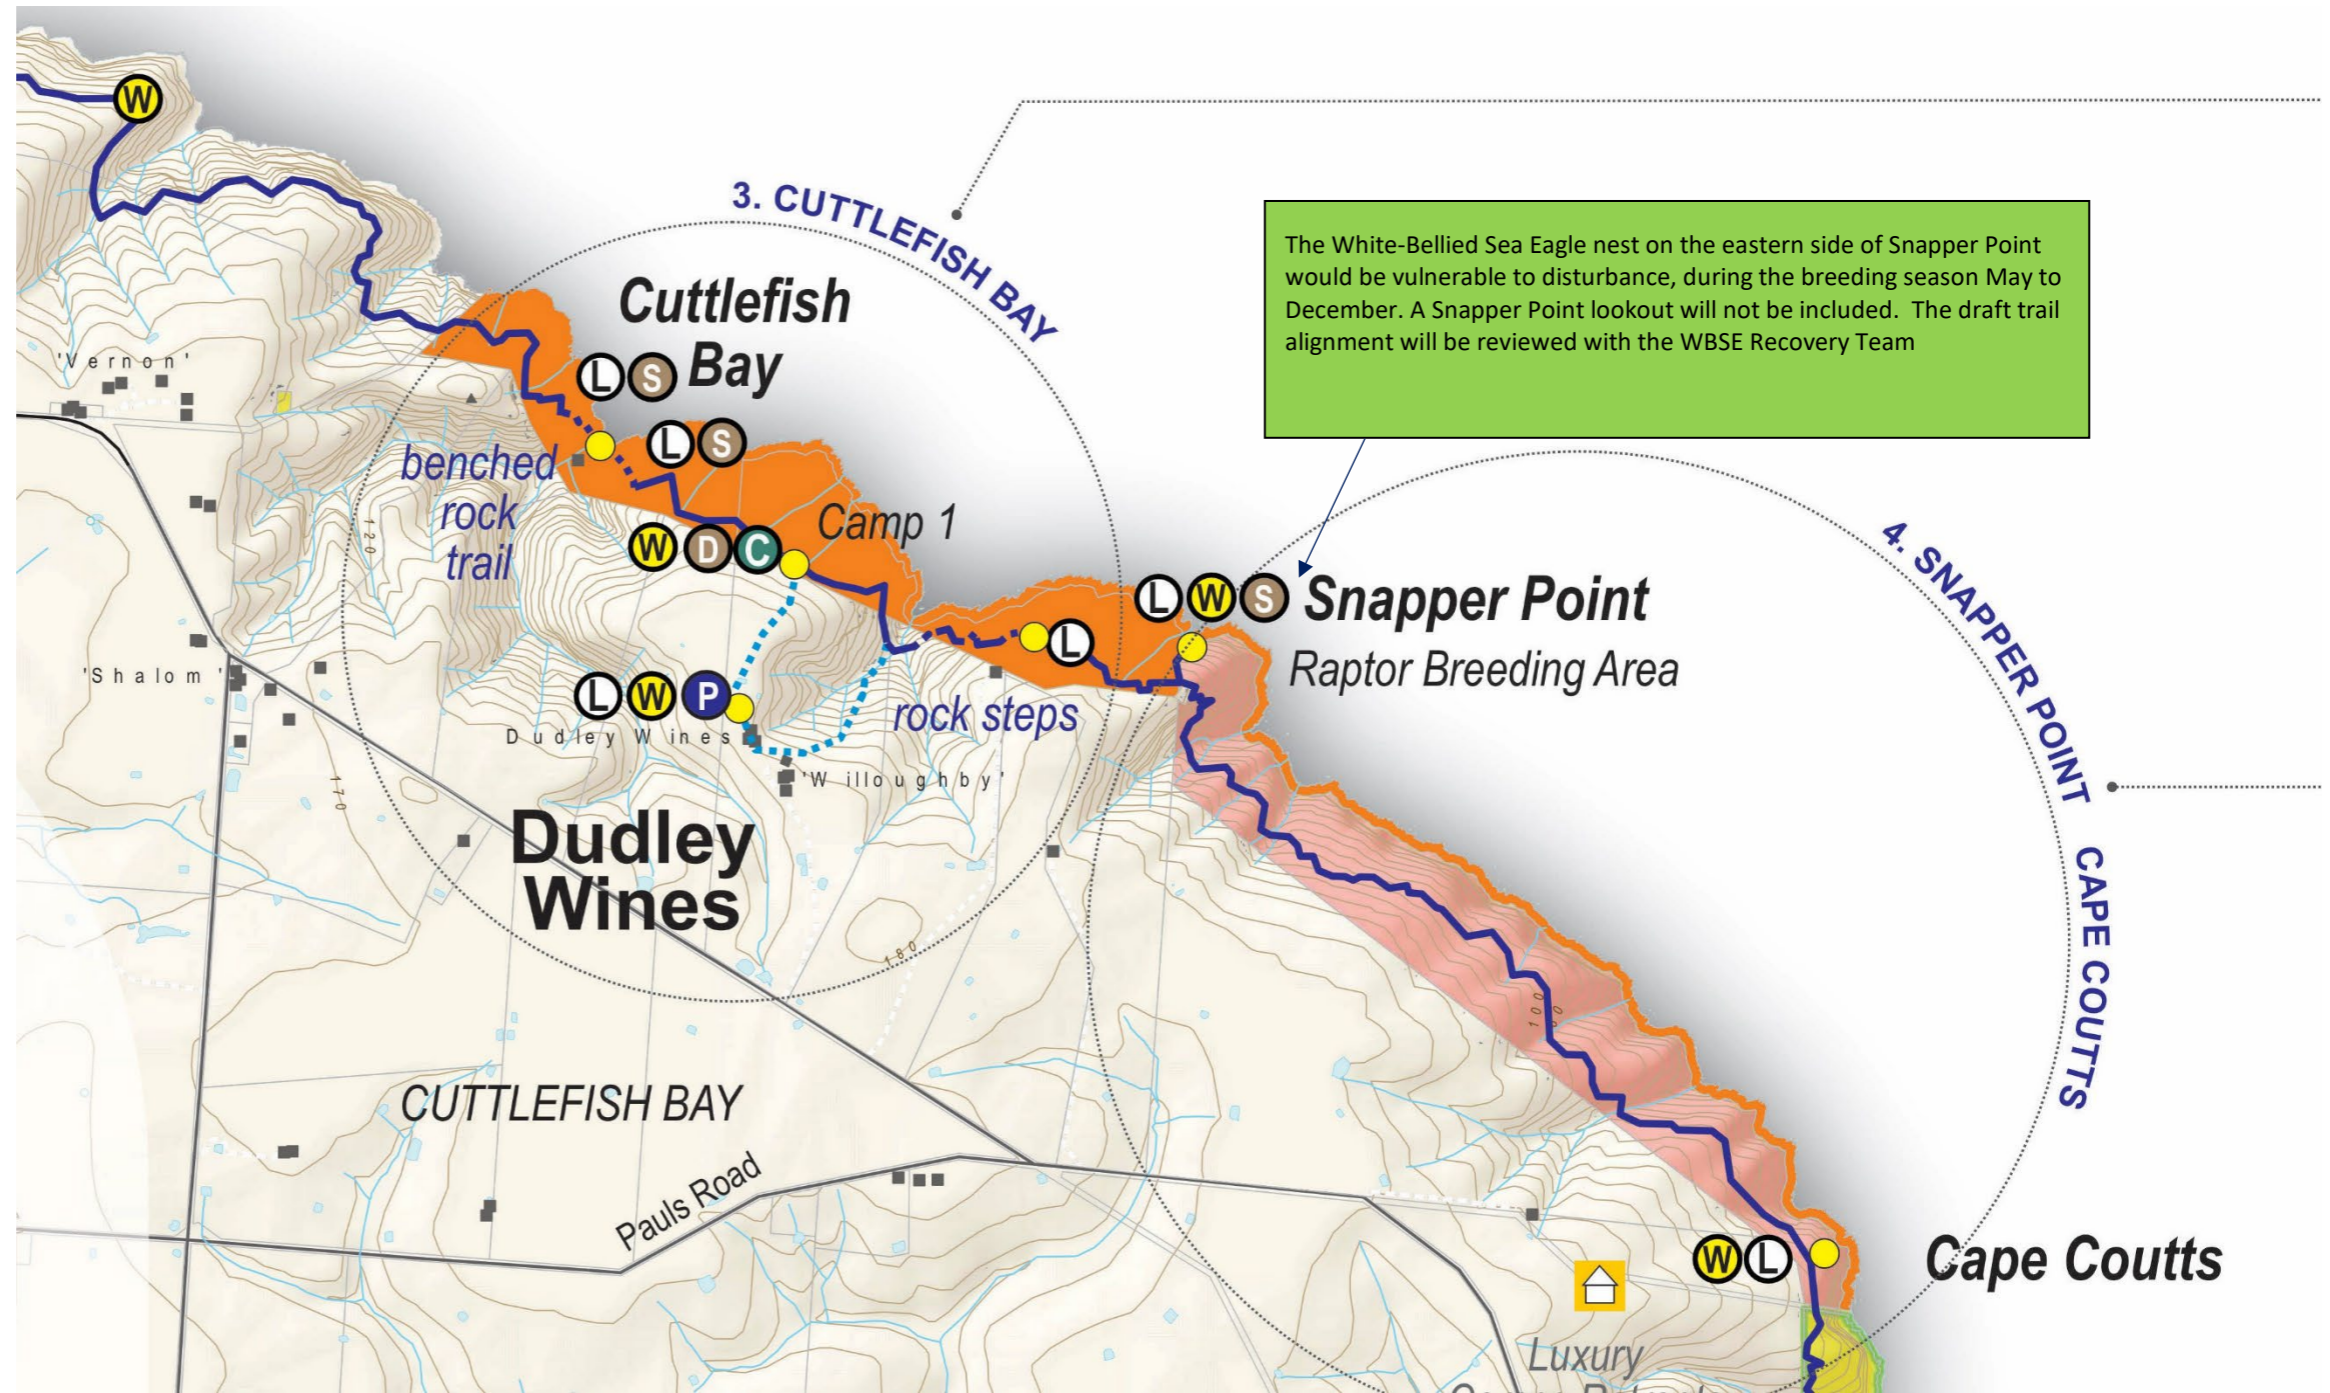 W
3. CUTTLEFISH BAY
The White-Bellied Sea Eagle nest on the eastern side of Snapper Point
would be vulnerable to disturbance, during the breeding season May to
December. A Snapper Point lookout will not be included. The draft trail
alignment will be reviewed with the WBSE Recovery Team
Cuttlefish
Bay
L S
'Vernon'
L S
benched
rock
trail
120
Camp 1
W D C
4. SNAPPER POINT CAPE COUTTS
L W S
Snapper Point
Raptor Breeding Area
L
'Shalom'
L W P
Dudley Wines
rock steps
'Willoughby'
170
Dudley
Wines
180
100
CUTTLEFISH BAY
Pauls Road
W L
Cape Coutts
Luxury